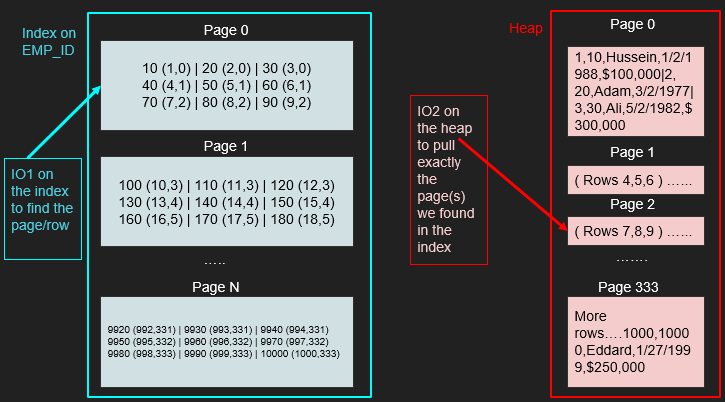 Index on
EMP_ID
Page 0
10 (1,0) | 20 (2,0) | 30 (3,0)
40 (4,1) | 50 (5,1) | 60 (6,1)
70 (7,2) | 80 (8,2) | 90 (9,2)
Page 1
100 (10,3) | 110 (11,3) | 120 (12,3)
130 (13,4) | 140 (14,4) | 150 (15,4)
160 (16,5) | 170 (17,5) | 180 (18,5)
.....
Page N
9920 (992,331) | 9930 (993,331) | 9940 (994,331)
9950 (995,332) | 9960 (996,332) | 9970 (997,332)
9980 (998,333) | 9990 (999,333) | 10000 (1000,333)
IO1 on
the index
to find the
page/row
IO2 on
the heap
to pull
exactly
the
page(s)
we found
in the
index
Heap
Page 0
1,10,Hussein,1/2/1
988,$100,000|2,
20,Adam,3/2/1977|
3,30,Ali,5/2/1982,$
300,000
Page 1
( Rows 4,5,6 ) ......
Page 2
( Rows 7,8,9 ) ......
.......
Page 333
More
rows....1000,1000
0,Eddard,1/27/199
9,$250,000